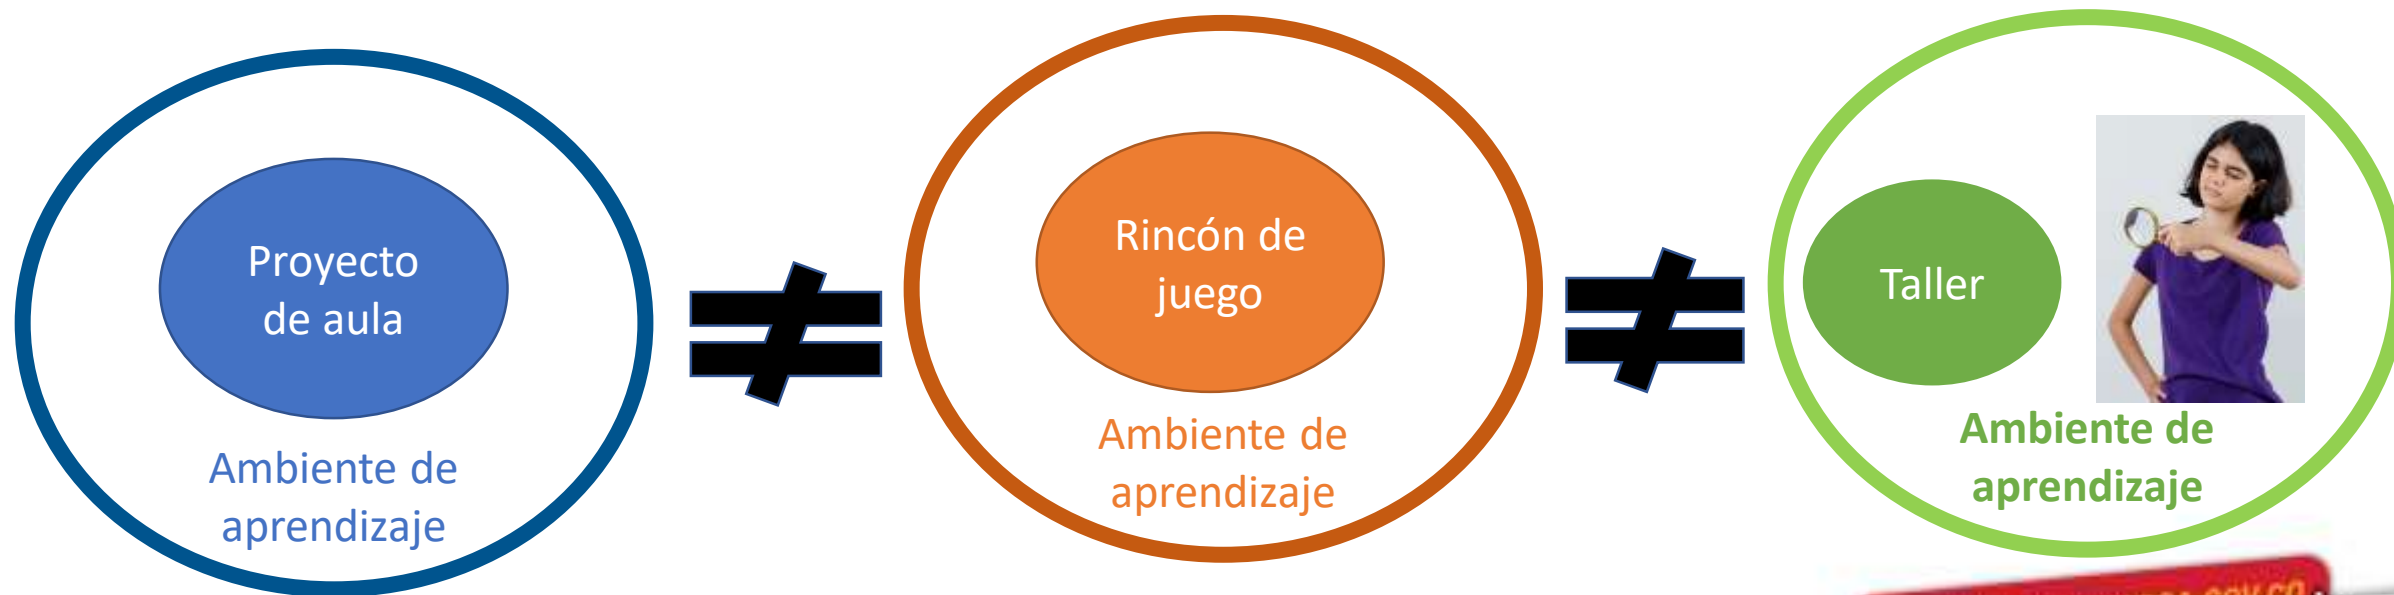 Proyecto
de aula
Ambiente de
aprendizaje
Rincón de
juego
Ambiente de
aprendizaje
Taller
Ambiente de
aprendizaje